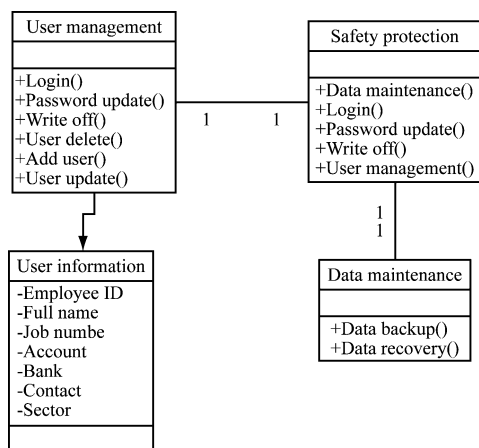 User management
+Login()
+Password update()
+Write off()
+User delete()
+Add user()
+User update()
1 1
Safety protection
+Data maintenance()
+Login()
+Password update()
+Write off()
+User management()
1
1
User information
-Employee ID
-Full name
-Job numbe
-Account
-Bank
-Contact
-Sector
Data maintenance
+Data backup()
+Data recovery()